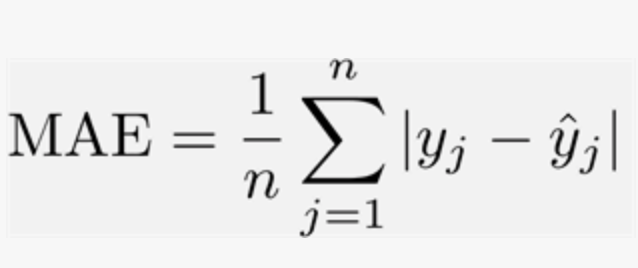 MAE = \frac{1}{n} \sum_{j=1}^{n} |y_j - \hat{y}_j|